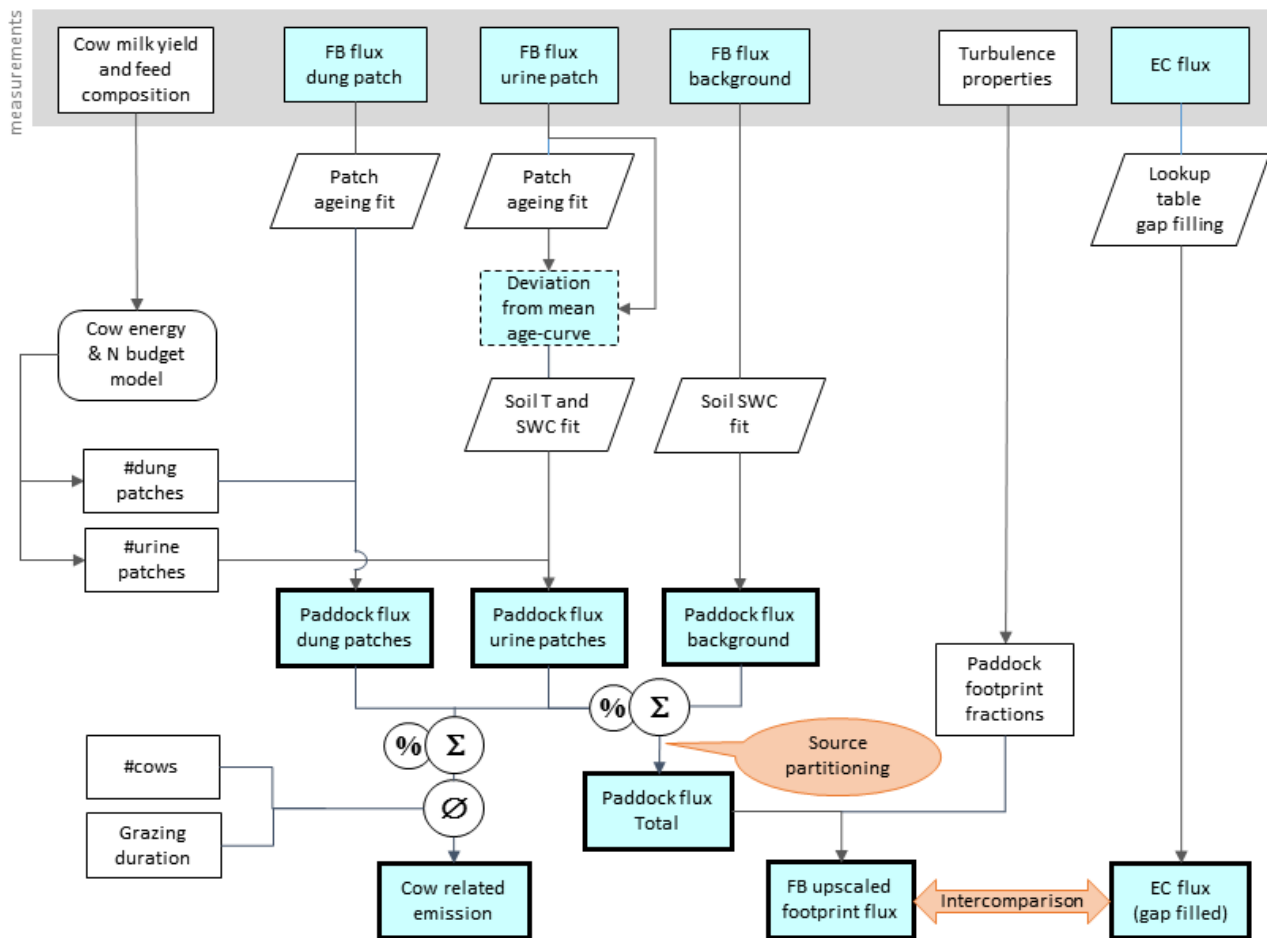 measurements
Cow milk yield
and feed
composition
FB flux
dung patch
FB flux
urine patch
FB flux
background
Turbulence
properties
EC flux
Patch
ageing fit
Patch
ageing fit
Lookup
table
gap filling
Deviation
from mean
age-curve
Cow energy
& N budget
model
Soil T and
SWC fit
Soil SWC
fit
#dung
patches
#urine
patches
Paddock flux
dung patches
Paddock flux
urine patches
Paddock flux
background
Paddock
footprint
fractions
% Σ
% Σ
Source
partitioning
#cows
∅
Paddock flux
Total
Grazing
duration
Cow related
emission
FB upscaled
footprint flux
Intercomparison
EC flux
(gap filled)